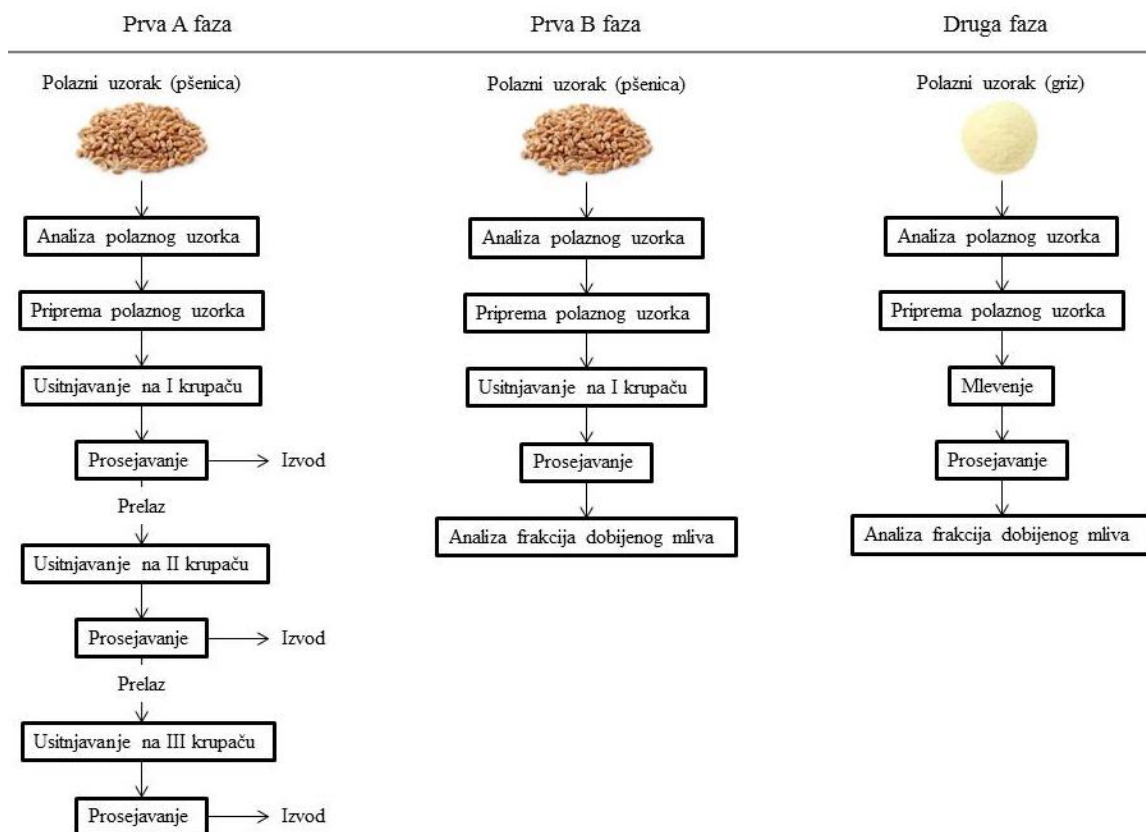 Prva A faza
Polazni uzorak (pšenica)
Analiza polaznog uzorka
Priprema polaznog uzorka
Usitnjavanje na I krupaču
Prosejavanje
Izvod
Prelaz
Usitnjavanje na II krupaču
Prosejavanje
Izvod
Prelaz
Usitnjavanje na III krupaču
Prosejavanje
Izvod
Prva B faza
Polazni uzorak (pšenica)
Analiza polaznog uzorka
Priprema polaznog uzorka
Usitnjavanje na I krupaču
Prosejavanje
Analiza frakcija dobijenog mliva
Druga faza
Polazni uzorak (griz)
Analiza polaznog uzorka
Priprema polaznog uzorka
Mlevenje
Prosejavanje
Analiza frakcija dobijenog mliva